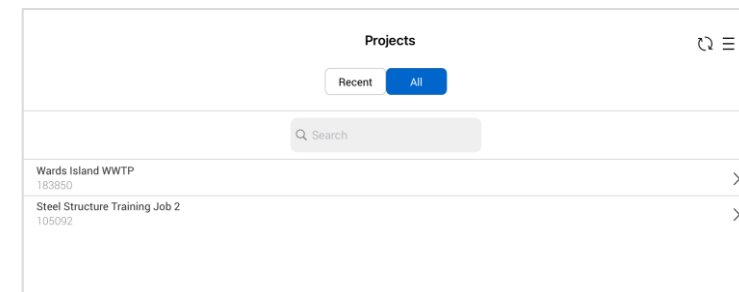 Projects
Recent All
Search
Wards Island WWTP
183850
Steel Structure Training Job 2
105092